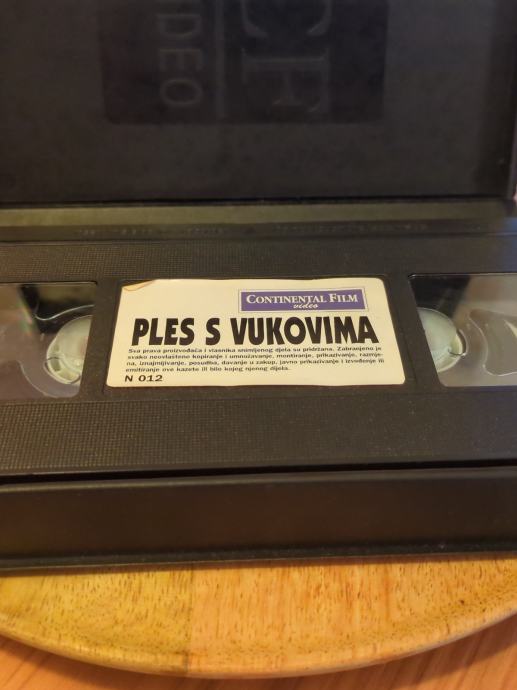 CF
VIDEO
CONTINENTAL FILM
video
PLES S VUKOVIMA
Sva prava proizvođača i vlasnika snimljenog djela su pridržana. Zabranjeno je
svako neovlašteno kopiranje i umnožavanje, montiranje, prikazivanje, razmje-
na, iznajmljivanje, posudba, davanje u zakup, javno prikazivanje i izvođenje ili
emitiranje ove kazete ili bilo kojeg njenog dijela.
N 012